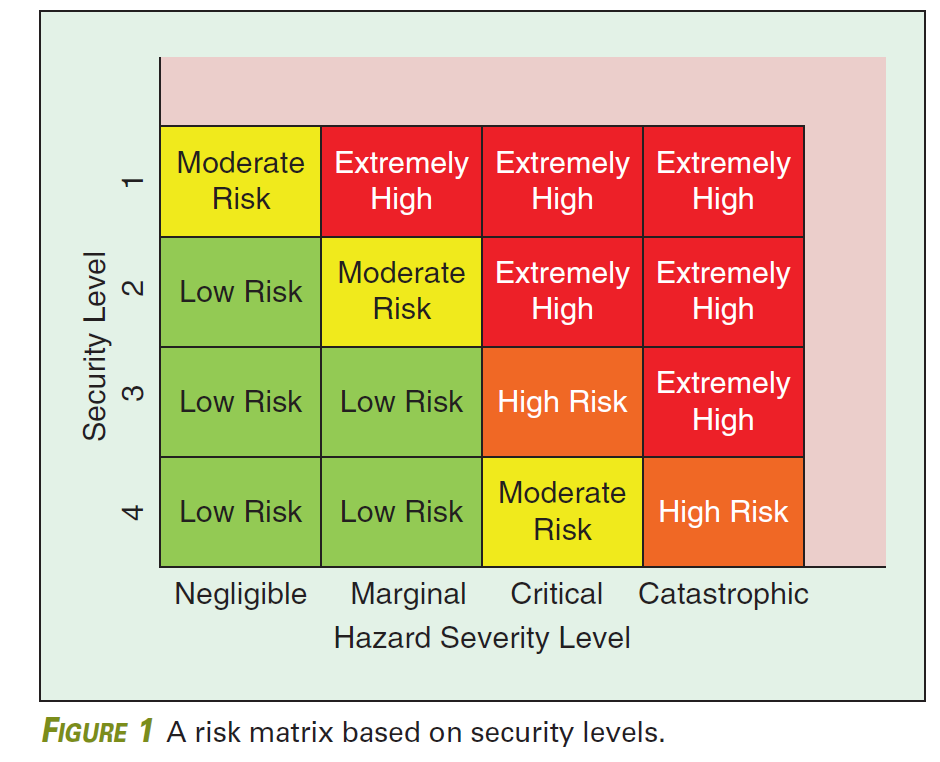 Security Level
1
Moderate
Risk
Extremely
High
Extremely
High
Extremely
High
2
Low Risk
Moderate
Risk
Extremely
High
Extremely
High
3
Low Risk
Low Risk
High Risk
Extremely
High
4
Low Risk
Low Risk
Moderate
Risk
High Risk
Negligible
Marginal
Critical
Catastrophic
Hazard Severity Level
FIGURE 1 A risk matrix based on security levels.